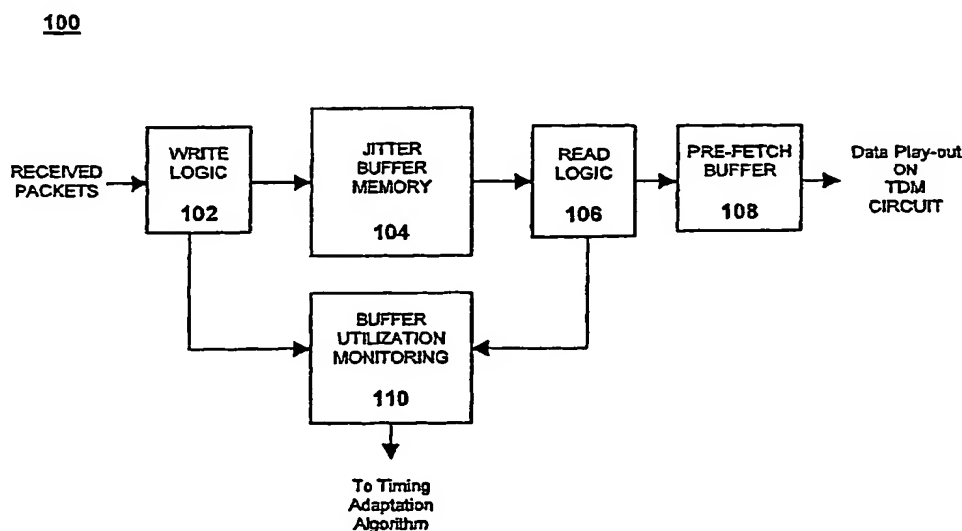 100
RECEIVED
PACKETS
WRITE
LOGIC
102
JITTER
BUFFER
MEMORY
104
READ
LOGIC
106
PRE-FETCH
BUFFER
108
Data Play-out
ON
TDM
CIRCUIT
BUFFER
UTILIZATION
MONITORING
110
To Timing
Adaptation
Algorithm